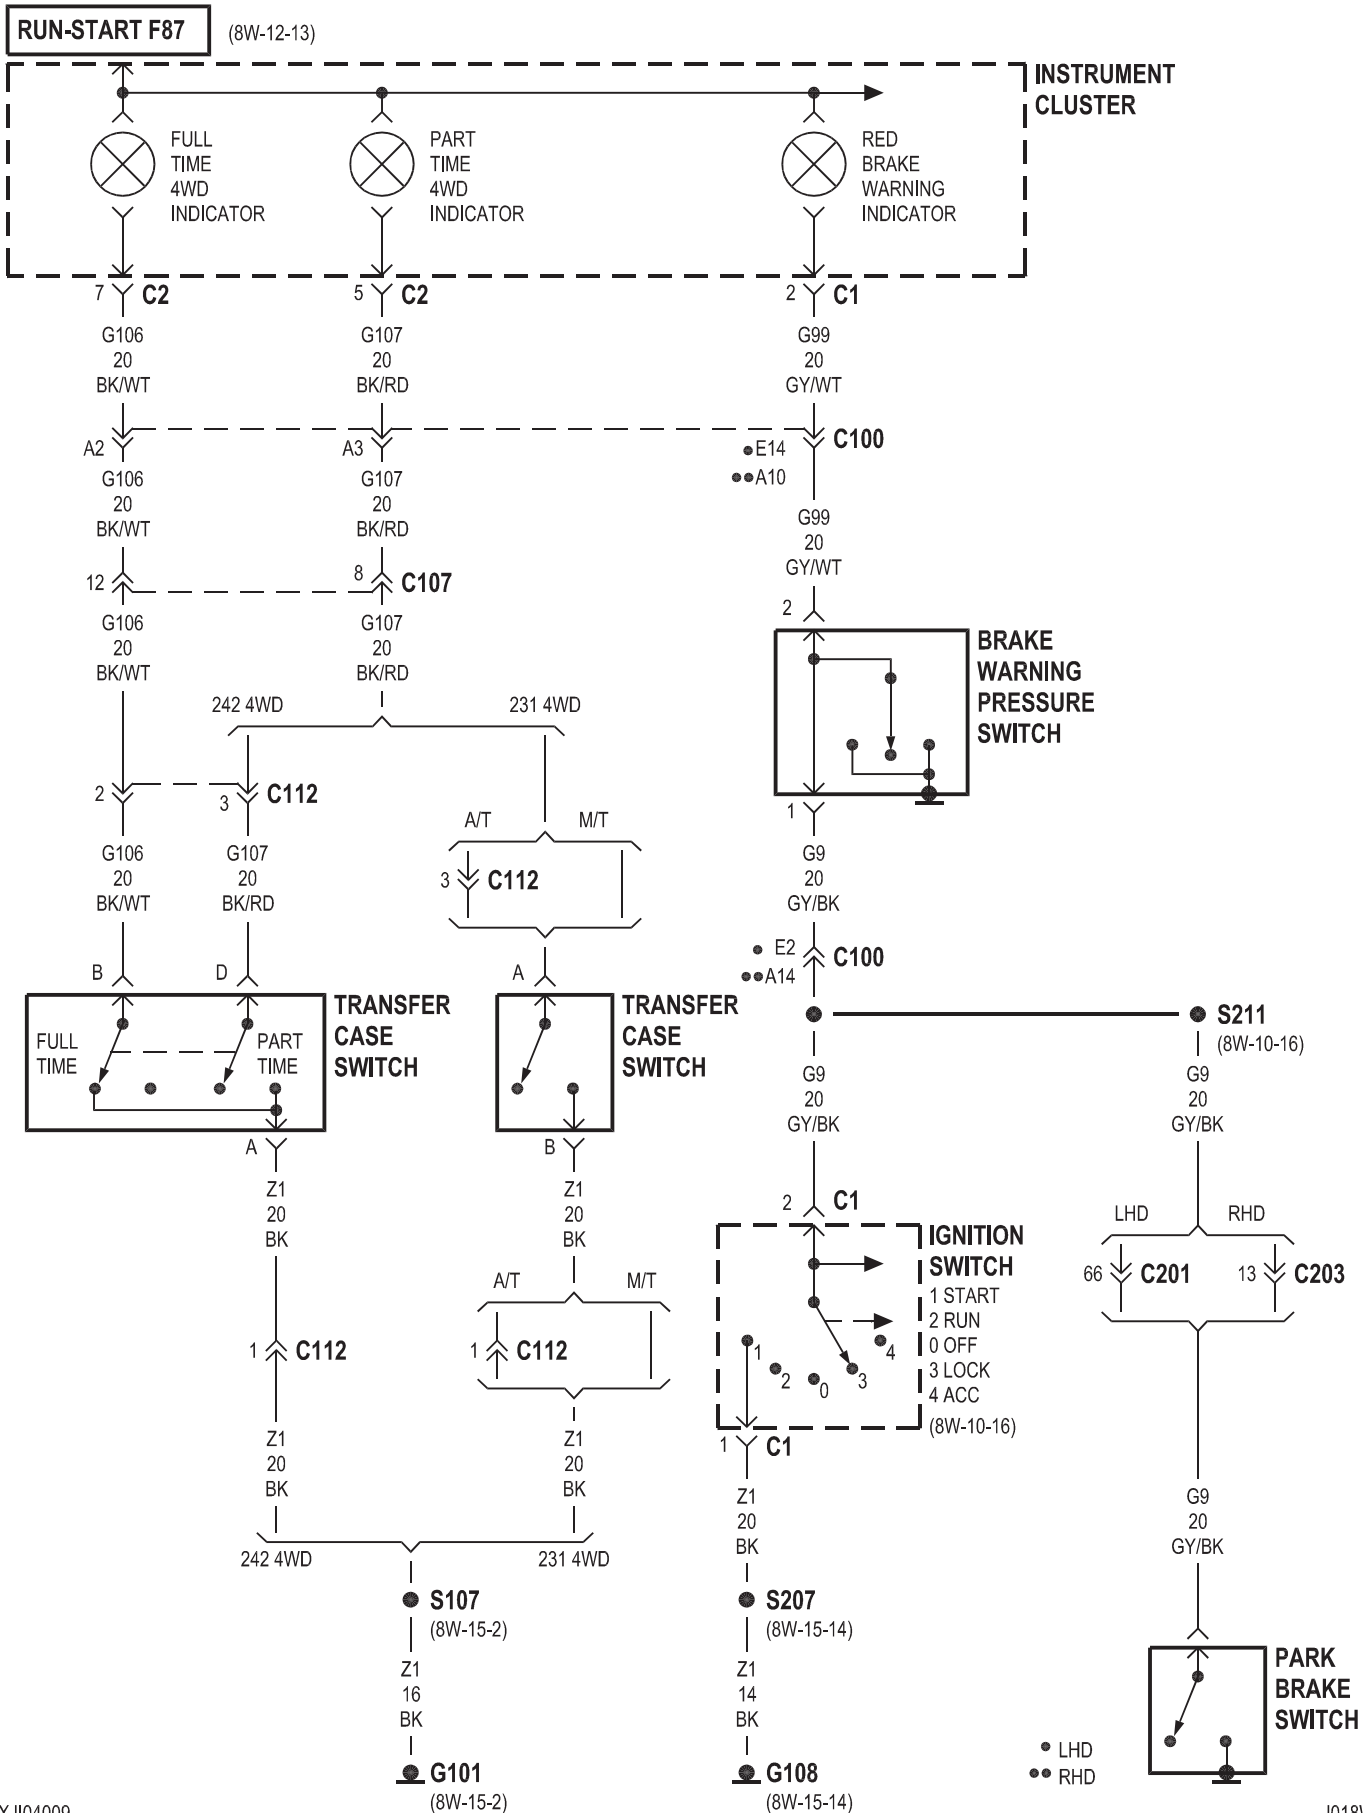 RUN-START F87 (8W-12-13)
INSTRUMENT
CLUSTER
FULL
TIME
4WD
INDICATOR
PART
TIME
4WD
INDICATOR
RED
BRAKE
WARNING
INDICATOR
7 C2
5 C2
2 C1
G106
20
BK/WT
G107
20
BK/RD
G99
20
GY/WT
A2
A3
E14
A10
C100
G106
20
BK/WT
G107
20
BK/RD
G99
20
GY/WT
12
8 C107
2
G106
20
BK/WT
G107
20
BK/RD
BRAKE
WARNING
PRESSURE
SWITCH
242 4WD
231 4WD
2
3 C112
A/T
M/T
1
G106
20
BK/WT
G107
20
BK/RD
3 C112
G9
20
GY/BK
E2
A14
C100
B
D
A
TRANSFER
CASE
SWITCH
FULL
TIME
PART
TIME
TRANSFER
CASE
SWITCH
S211
(8W-10-16)
G9
20
GY/BK
G9
20
GY/BK
A
B
Z1
20
BK
Z1
20
BK
2 C1
LHD
RHD
IGNITION
SWITCH
1 START
2 RUN
0 OFF
3 LOCK
4 ACC
(8W-10-16)
1
2
0
3
4
66 C201
13 C203
A/T
M/T
1 C112
1 C112
1 C1
Z1
20
BK
Z1
20
BK
Z1
20
BK
G9
20
GY/BK
242 4WD
231 4WD
S107
(8W-15-2)
S207
(8W-15-14)
Z1
16
BK
Z1
14
BK
PARK
BRAKE
SWITCH
LHD
RHD
G101
(8W-15-2)
G108
(8W-15-14)